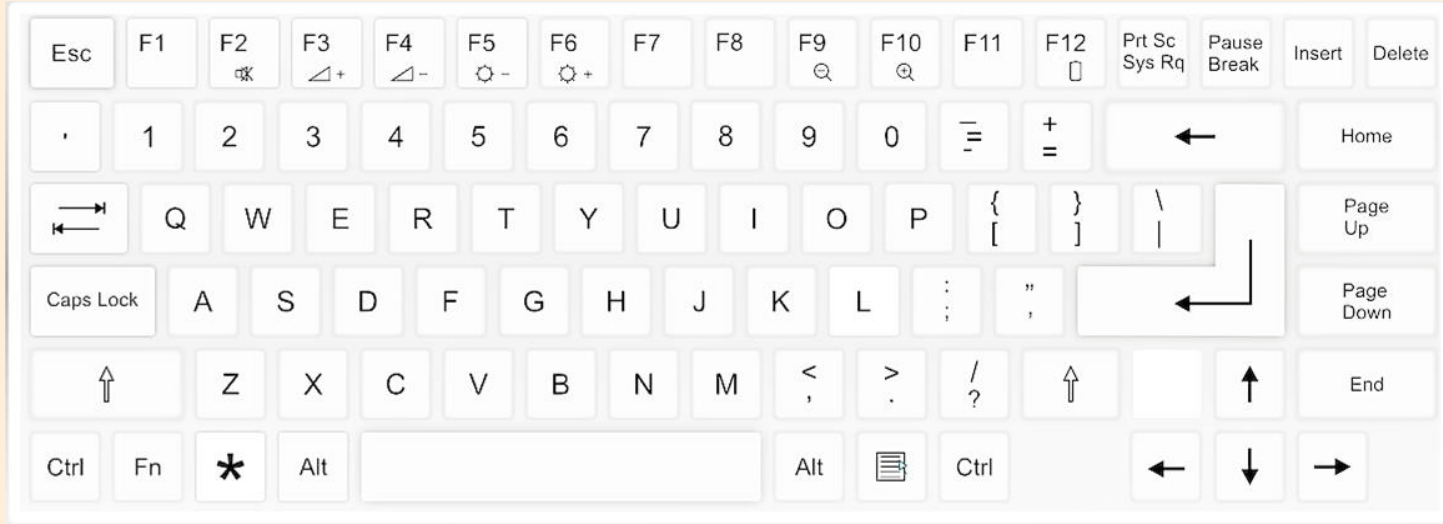 Esc F1 F2 F3 F4 F5 F6 F7 F8 F9 F10 F11 F12 Prt Sc Sys Rq Pause Break Insert Delete
' 1 2 3 4 5 6 7 8 9 0 _ = - + = ← Home
Q W E R T Y U I O P { [ } ] \ | Page Up
Caps Lock A S D F G H J K L : ; " , Page Down
⇧ Z X C V B N M < , > . / ? ⇧ ↑ End
Ctrl Fn * Alt Alt Ctrl ← ↓ →